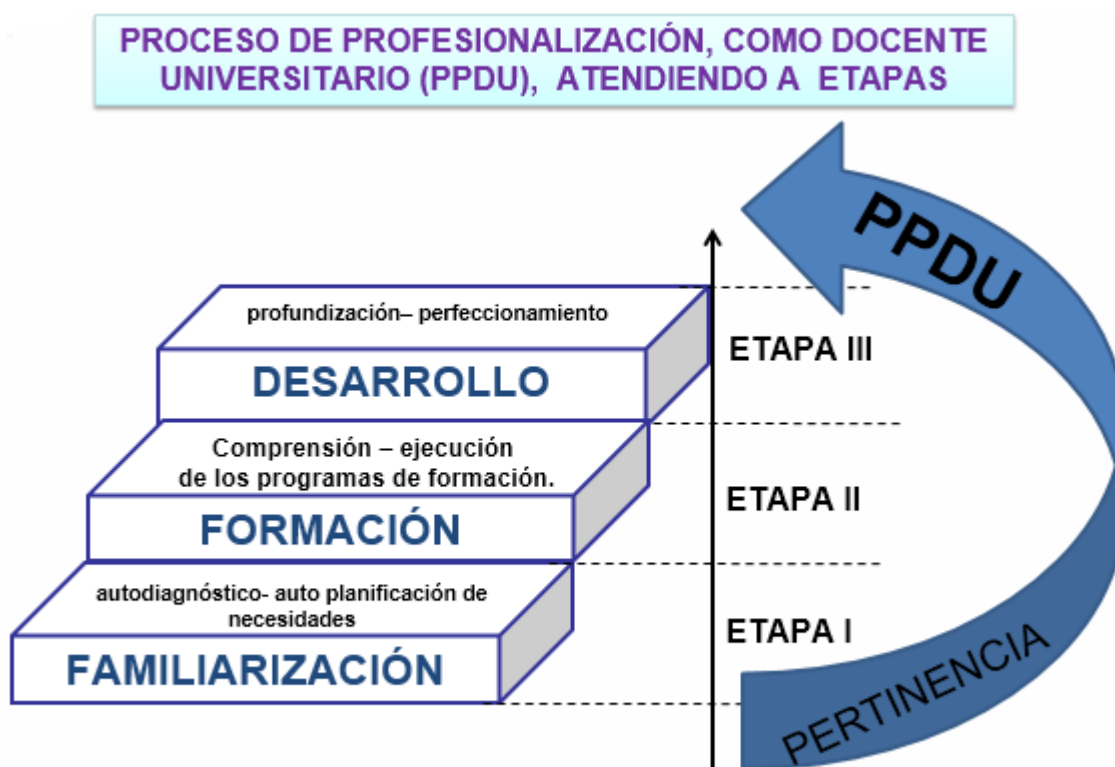 PROCESO DE PROFESIONALIZACIÓN, COMO DOCENTE
UNIVERSITARIO (PPDU), ATENDIENDO A ETAPAS
PPDU
profundización– perfeccionamiento
DESARROLLO
ETAPA III
Comprensión – ejecución
de los programas de formación.
FORMACIÓN
ETAPA II
autodiagnóstico- auto planificación de
necesidades
FAMILIARIZACIÓN
ETAPA I
PERTINENCIA